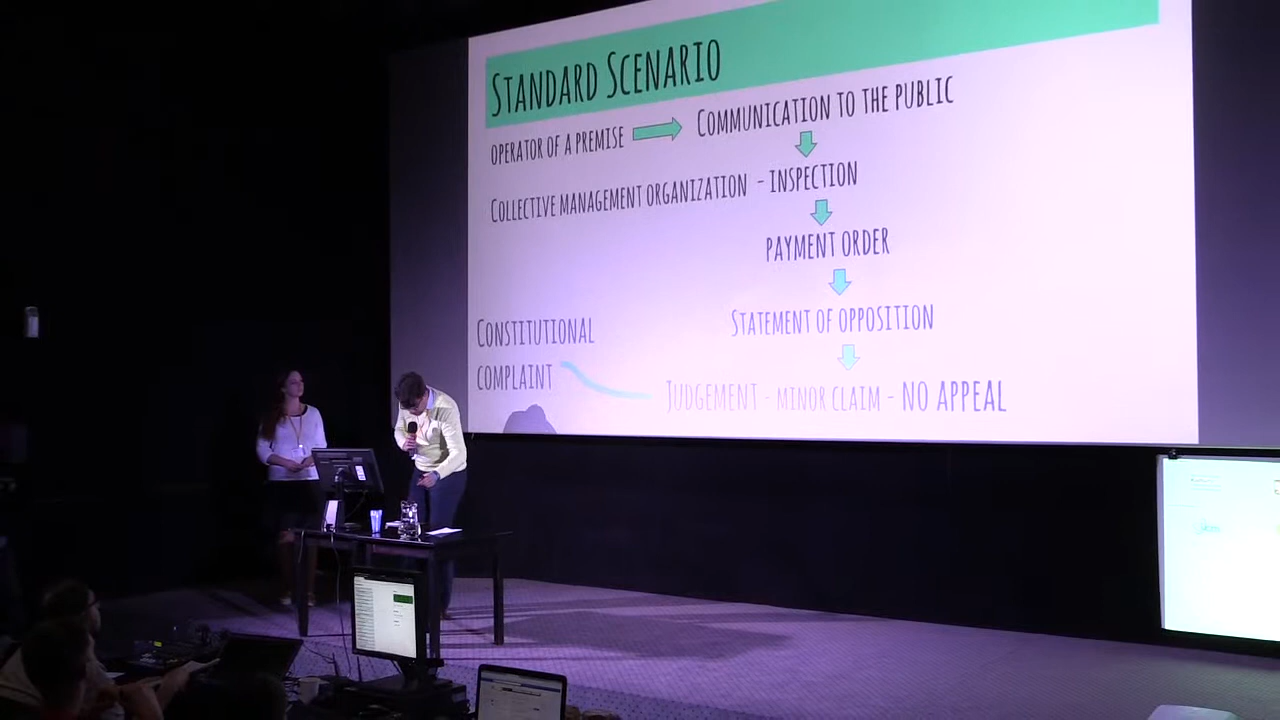 STANDARD SCENARIO
OPERATOR OF A PREMISE
COMMUNICATION TO THE PUBLIC
COLLECTIVE MANAGEMENT ORGANIZATION - INSPECTION
PAYMENT ORDER
STATEMENT OF OPPOSITION
CONSTITUTIONAL
COMPLAINT
JUDGEMENT - MINOR CLAIM - NO APPEAL